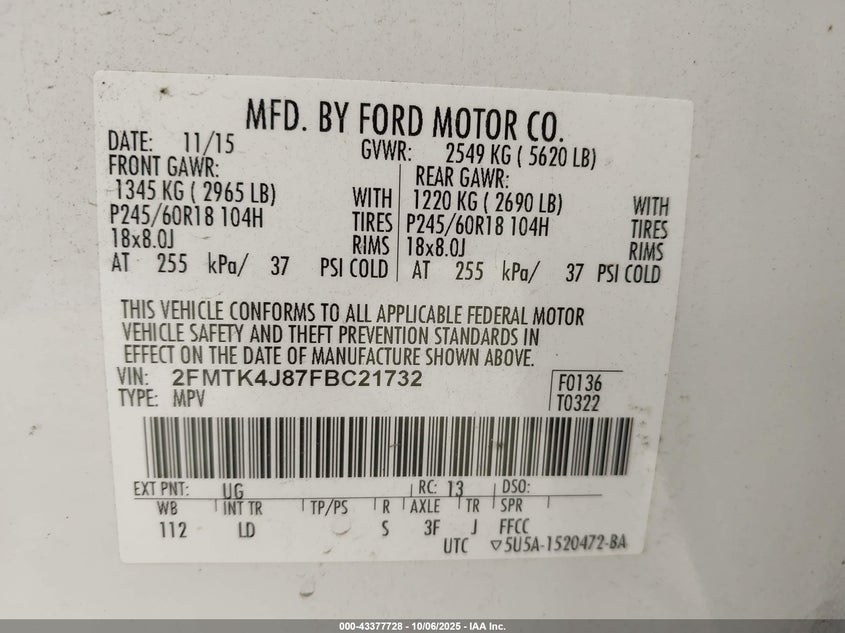 MFD. BY FORD MOTOR CO.
DATE: 11/15 GVWR: 2549 KG ( 5620 LB)
FRONT GAWR: REAR GAWR:
1345 KG ( 2965 LB) WITH 1220 KG ( 2690 LB) WITH
P245/60R18 104H TIRES P245/60R18 104H TIRES
18x8.0J RIMS 18x8.0J RIMS
AT 255 kPa/ 37 PSI COLD AT 255 kPa/ 37 PSI COLD
THIS VEHICLE CONFORMS TO ALL APPLICABLE FEDERAL MOTOR
VEHICLE SAFETY AND THEFT PREVENTION STANDARDS IN
EFFECT ON THE DATE OF MANUFACTURE SHOWN ABOVE.
VIN: 2FMTK4J87FBC21732 F0136
TYPE: MPV T0322
EXT PNT: UG RC: 13 DSO:
WB INT TR TP/PS R AXLE TR SPR
112 LD S 3F J FFCC
UTC ▽5U5A-1520472-BA
000-43377728 - 10/06/2025 - IAA Inc.